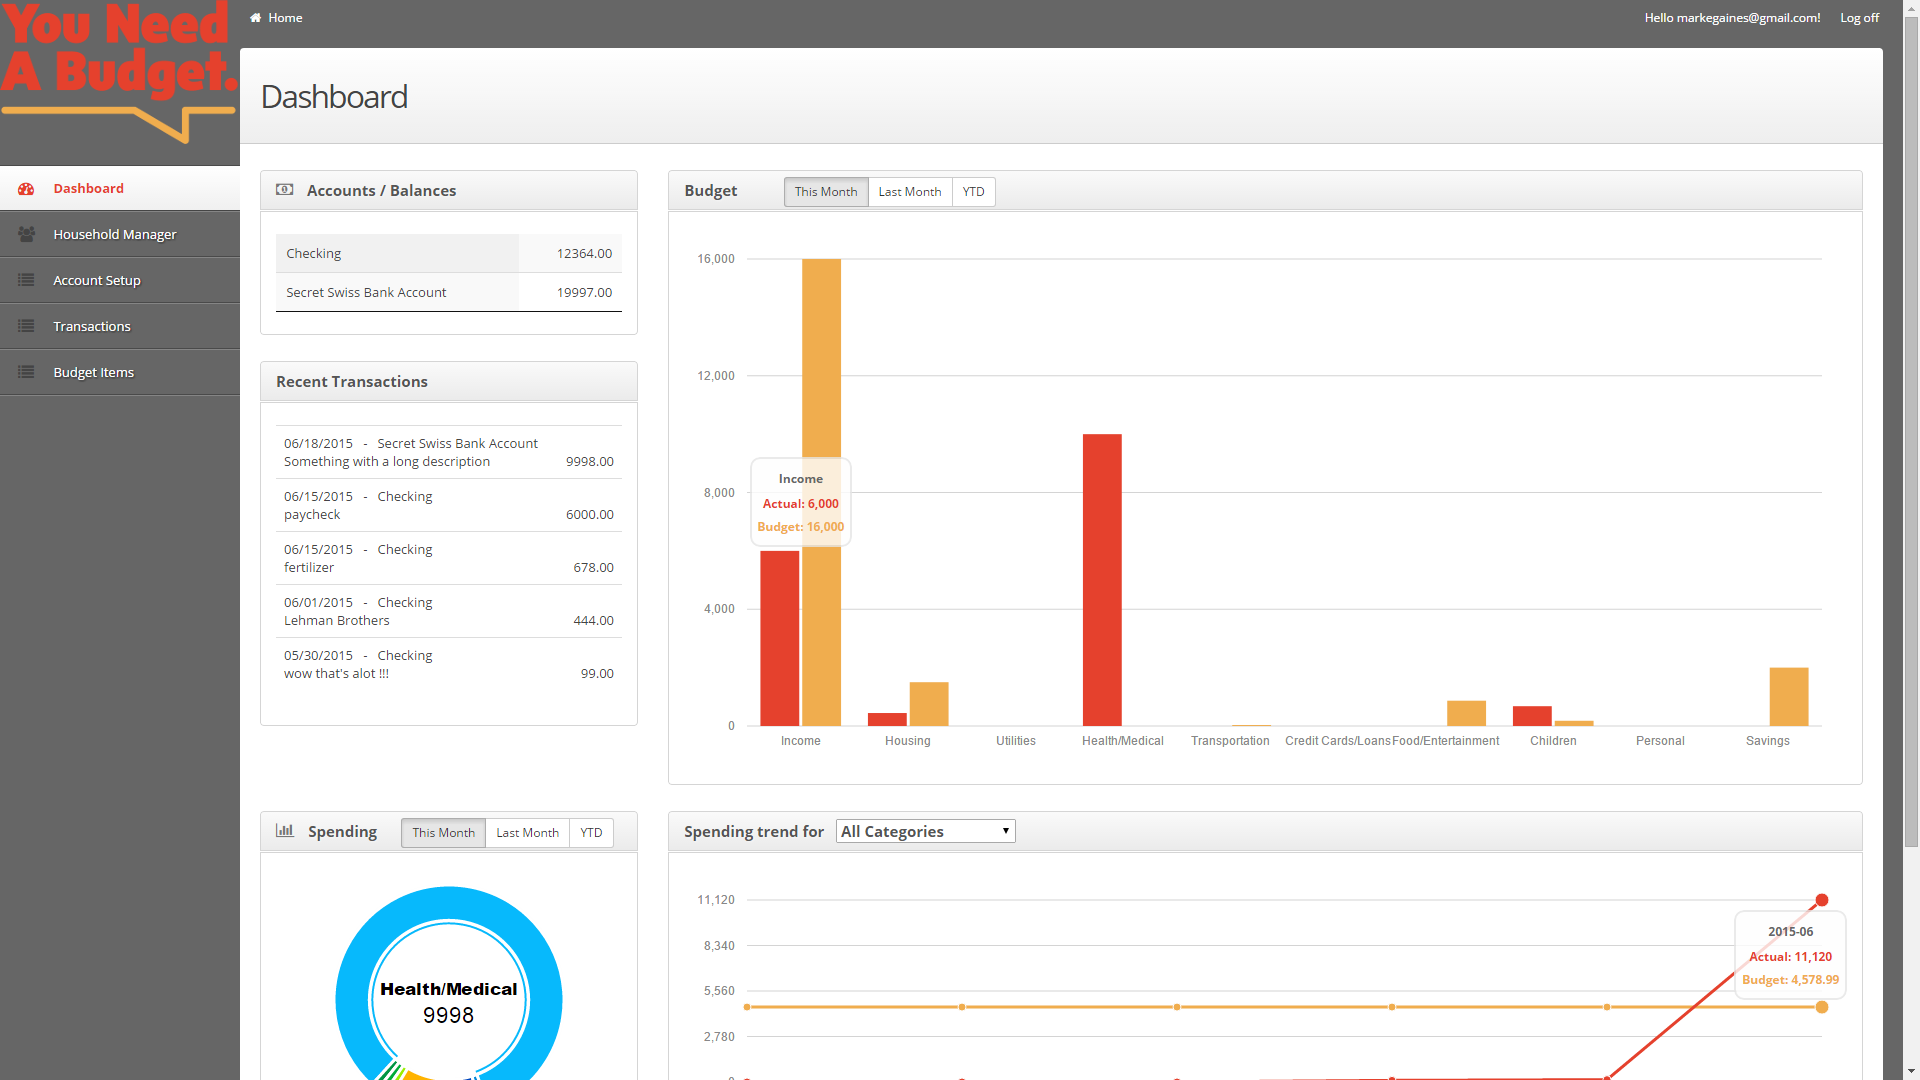 You Need
A Budget.
Home
Hello markegaines@gmail.com!
Log off
Dashboard
Dashboard
Household Manager
Account Setup
Transactions
Budget Items
Accounts / Balances
Checking 12364.00
Secret Swiss Bank Account 19997.00
Recent Transactions
06/18/2015 - Secret Swiss Bank Account
Something with a long description 9998.00
06/15/2015 - Checking
paycheck 6000.00
06/15/2015 - Checking
fertilizer 678.00
06/01/2015 - Checking
Lehman Brothers 444.00
05/30/2015 - Checking
wow that's alot !!! 99.00
Budget This Month Last Month YTD
16,000
12,000
8,000
4,000
0
Income
Actual: 6,000
Budget: 16,000
Income Housing Utilities Health/Medical Transportation Credit Cards/Loans Food/Entertainment Children Personal Savings
Spending This Month Last Month YTD
Health/Medical
9998
Spending trend for All Categories
11,120
8,340
5,560
2,780
2015-06
Actual: 11,120
Budget: 4,578.99